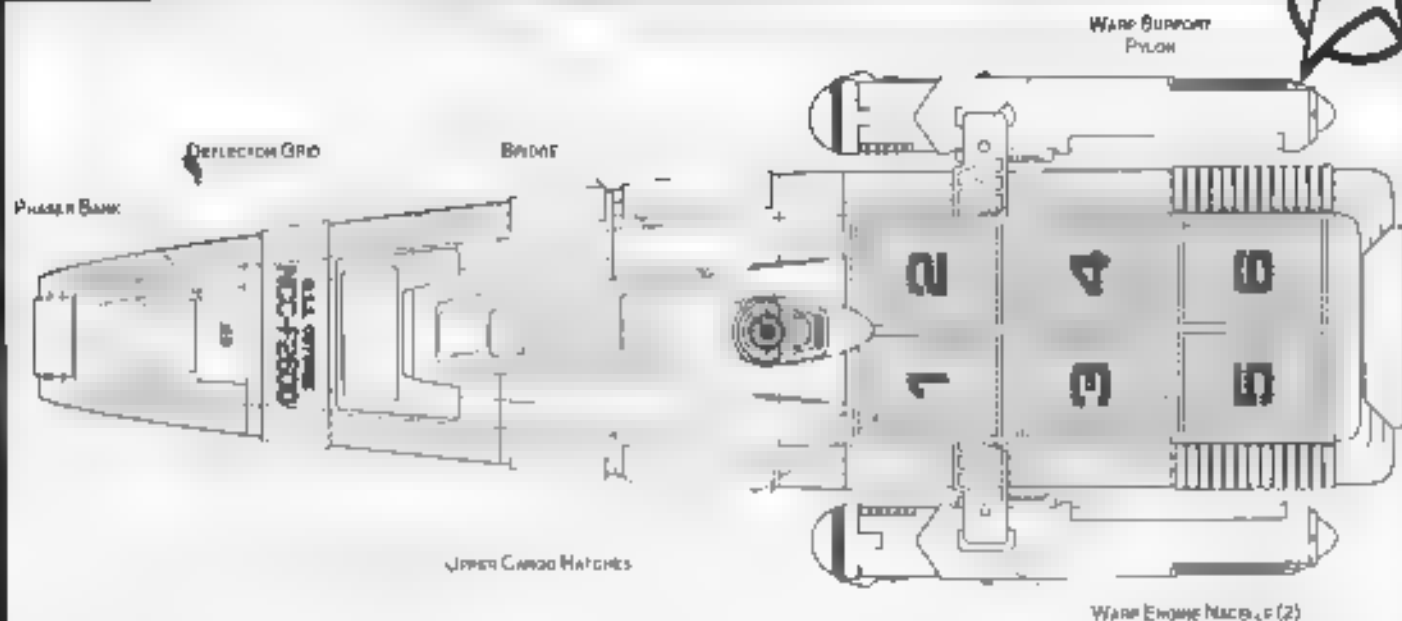 WARP SUPPORT
PYLON
DEFLECTOR GRID
BRIDGE
PHASER BANK
2
4
6
1
3
5
UPPER CARGO HATCHES
WARP ENGINE NACELLE (2)